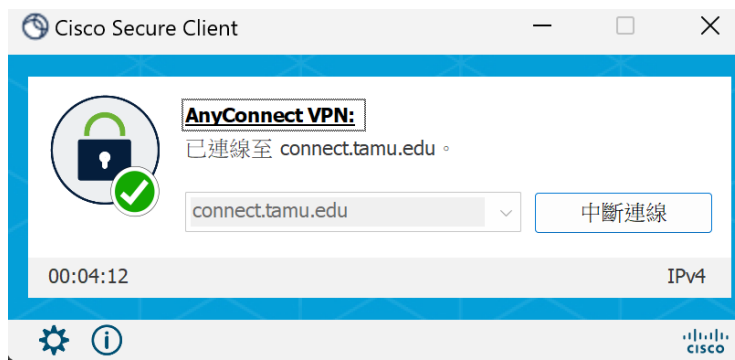 Cisco Secure Client
AnyConnect VPN:
已連線至 connect.tamu.edu。
connect.tamu.edu
中斷連線
00:04:12
IPv4
CISCO